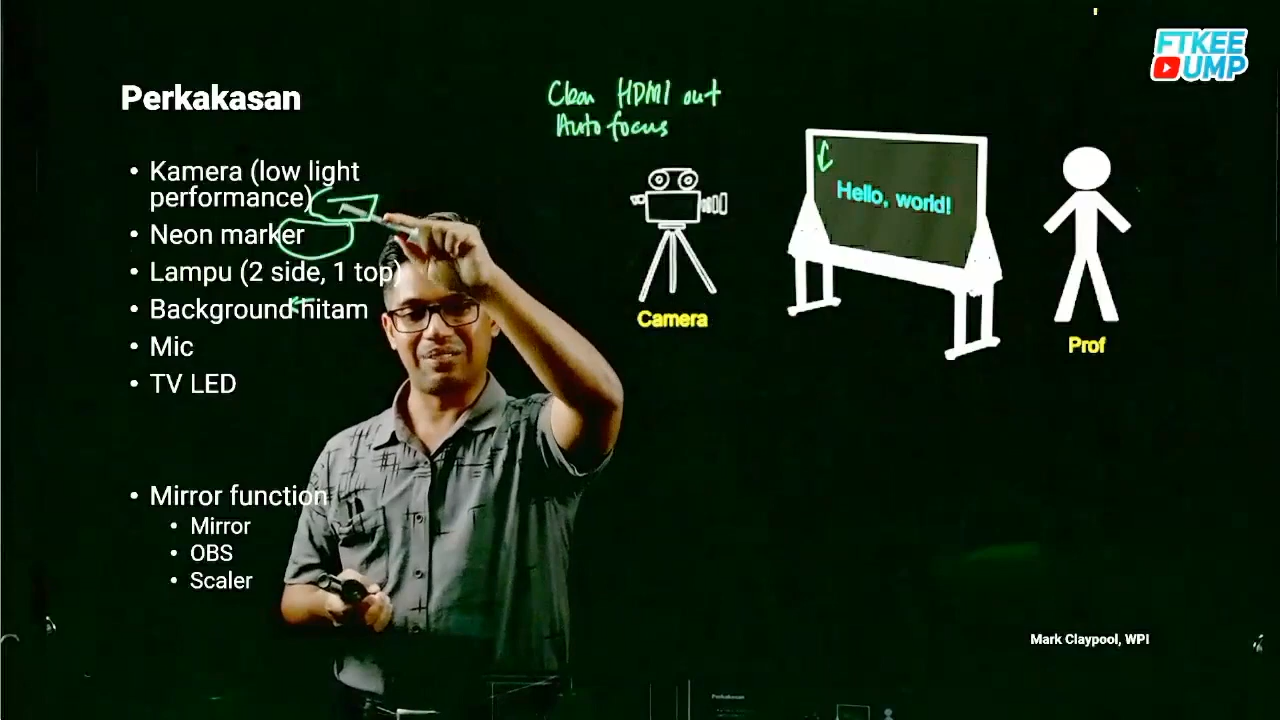 FTKEE
UMP
Perkakasan
Clean HDMI out
Auto focus
• Kamera (low light
performance)
• Neon marker
• Lampu (2 side, 1 top)
• Background hitam
• Mic
• TV LED
• Mirror function
• Mirror
• OBS
• Scaler
Hello, world!
Camera
Prof
Mark Claypool, WPI
Perkakasan